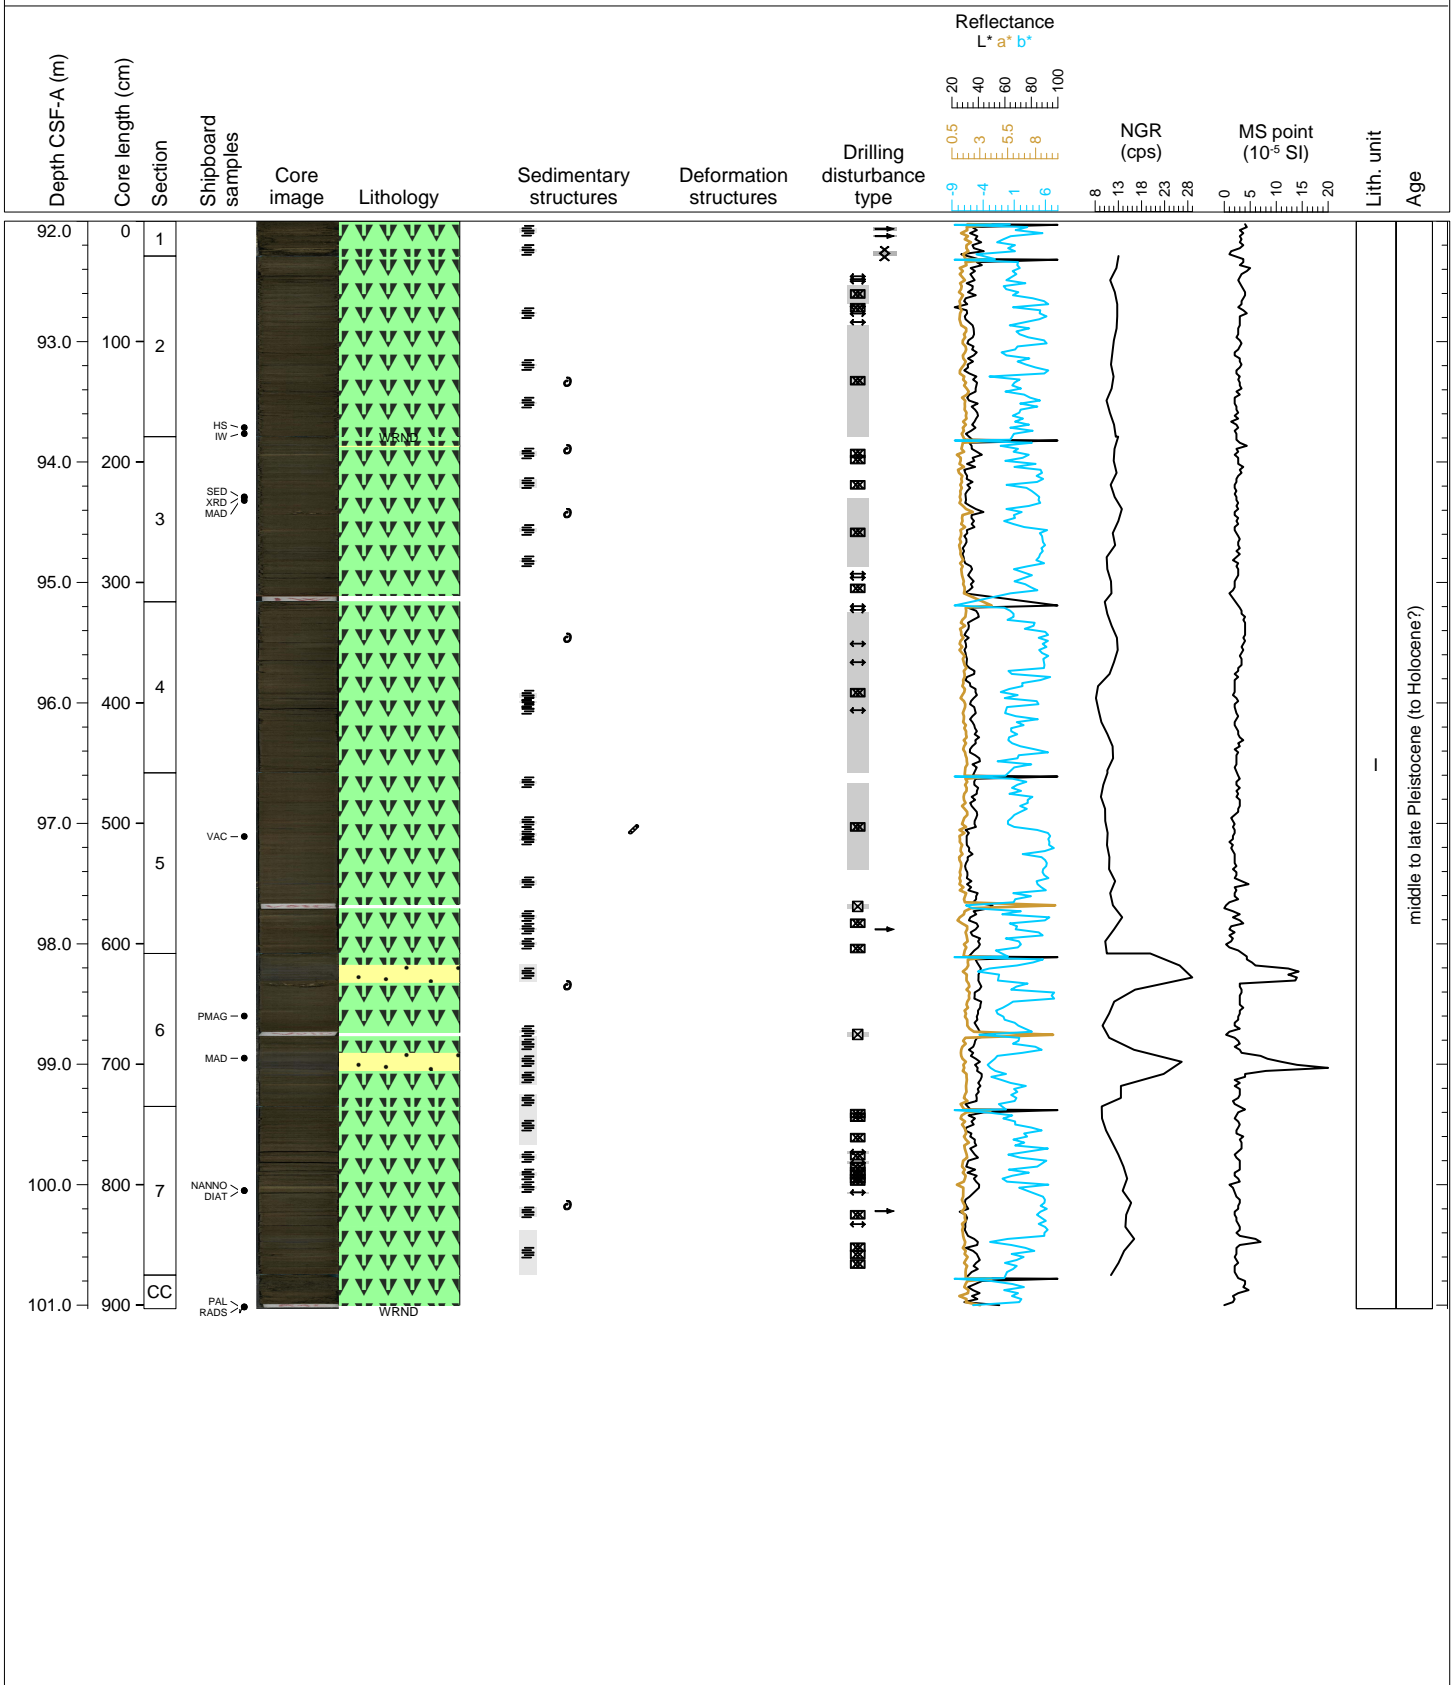 Reflectance
L* a* b*
Depth CSF-A (m)
Core length (cm)
Section
Shipboard
samples
Core
image
Lithology
Sedimentary
structures
Deformation
structures
Drilling
disturbance
type
20 40 60 80 100
0.5 3 5.5 8
-9 -4 1 6
NGR
(cps)
8 13 18 23 28
MS point
(10-5 SI)
0 5 10 15 20
Lith. unit
Age
92.0 0 1
93.0 100 2
HS
IW
WRND
94.0 200
SED
XRD
MAD
3
95.0 300
4
96.0 400
I
middle to late Pleistocene (to Holocene?)
97.0 500
VAC
5
98.0 600
PMAG
6
MAD
99.0 700
NANNO
DIAT
100.0 800 7
CC
PAL
101.0 900
RADS
WRND